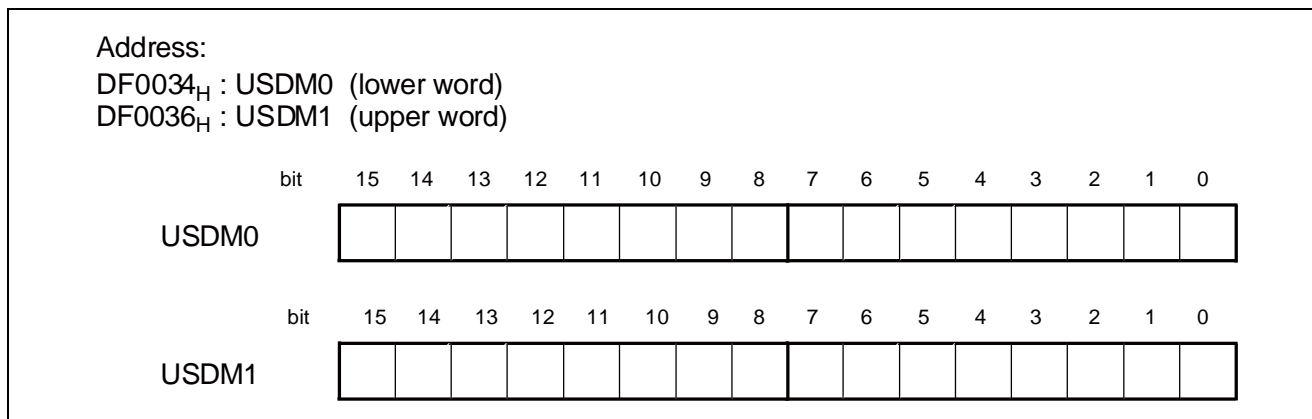 Address:
DF0034H : USDM0 (lower word)
DF0036H : USDM1 (upper word)
bit 15 14 13 12 11 10 9 8 7 6 5 4 3 2 1 0
USDM0
bit 15 14 13 12 11 10 9 8 7 6 5 4 3 2 1 0
USDM1